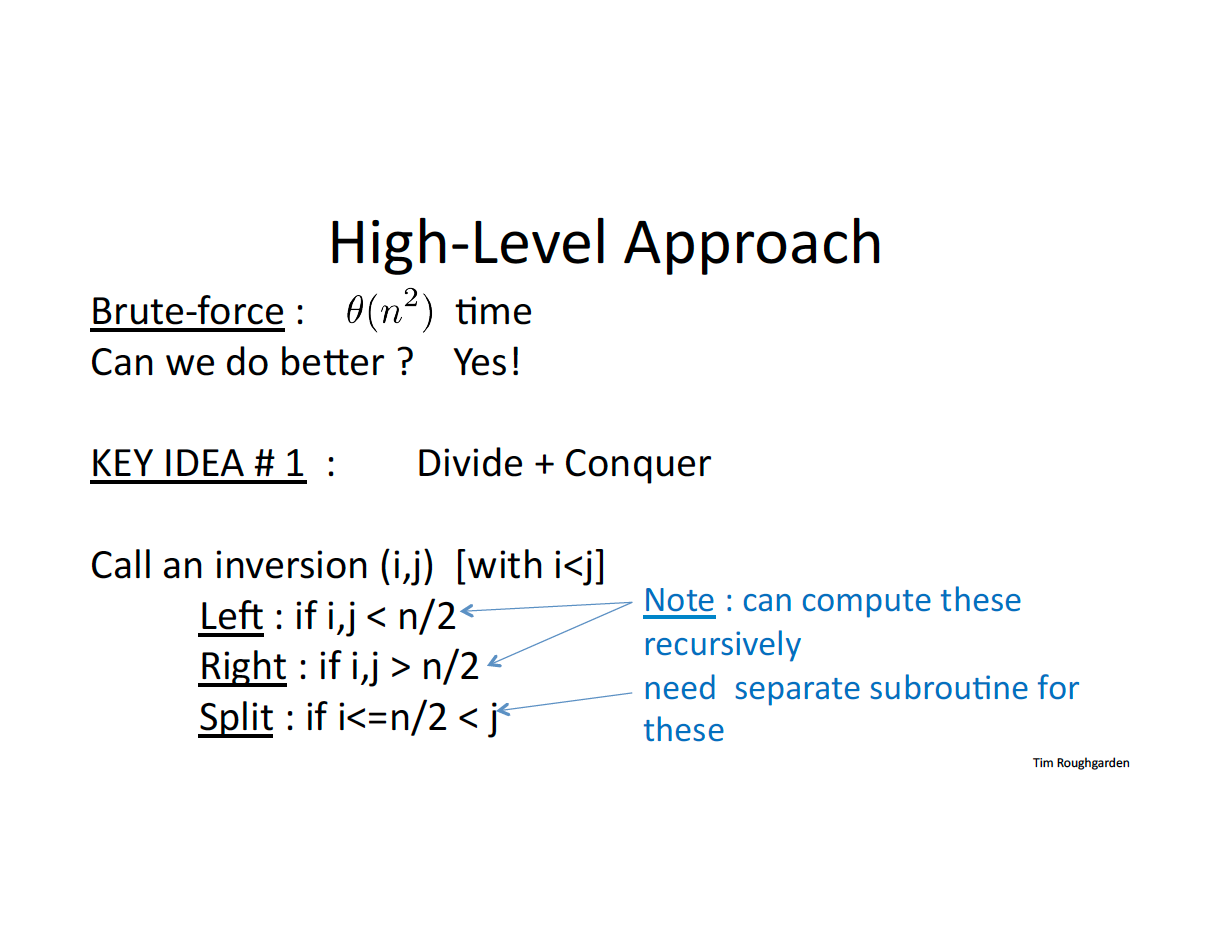 High-Level Approach
Brute-force : θ(n²) time
Can we do better ? Yes!
KEY IDEA # 1 : Divide + Conquer
Call an inversion (i,j) [with i<j]
Left : if i,j < n/2
Right : if i,j > n/2
Split : if i<=n/2 < j
Note : can compute these
recursively
need separate subroutine for
these
Tim Roughgarden